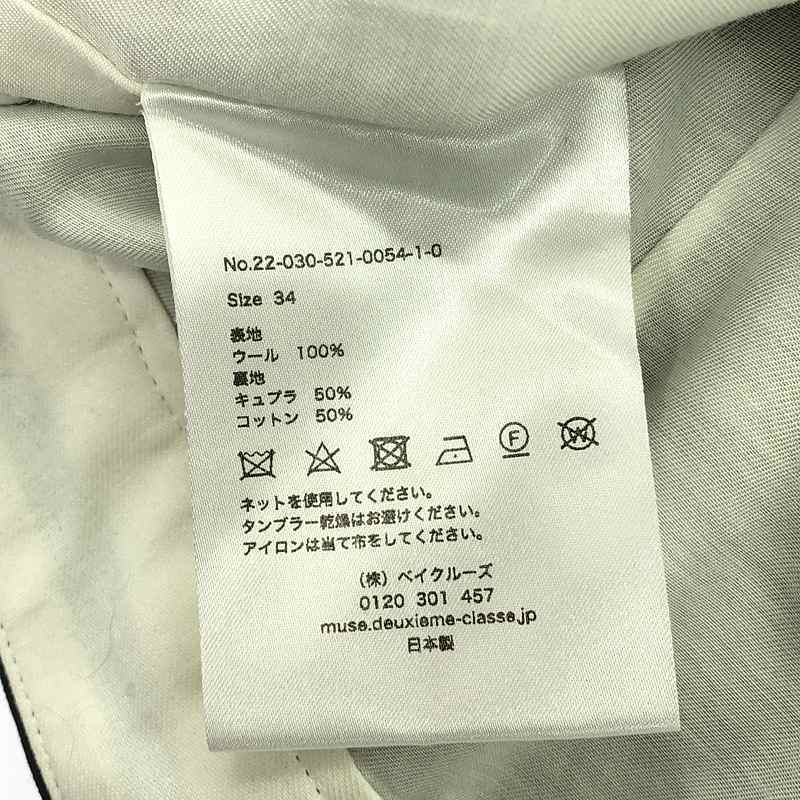 No.22-030-521-0054-1-0
Size 34
表地
ウール 100%
裏地
キュプラ 50%
コットン 50%
F W
ネットを使用してください。
タンブラー乾燥はお避けください。
アイロンは当て布をしてください。
（株）ベイクルーズ
0120 301 457
muse.deuxieme-classe.jp
日本製